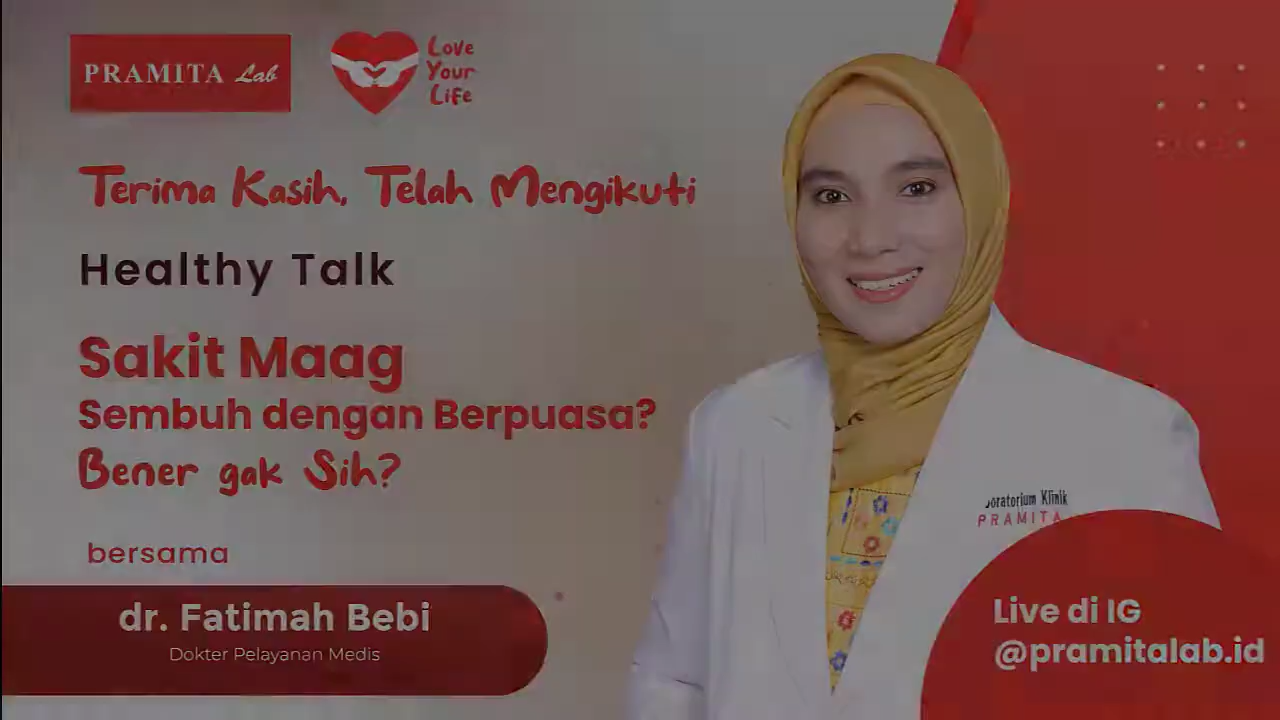 PRAMITA Lab
Love
Your
Life
Terima Kasih, Telah Mengikuti
Healthy Talk
Sakit Maag
Sembuh dengan Berpuasa?
Bener gak Sih?
bersama
dr. Fatimah Bebi
Dokter Pelayanan Medis
Klinik
PRAMITA
Live di IG
@pramitalab.id